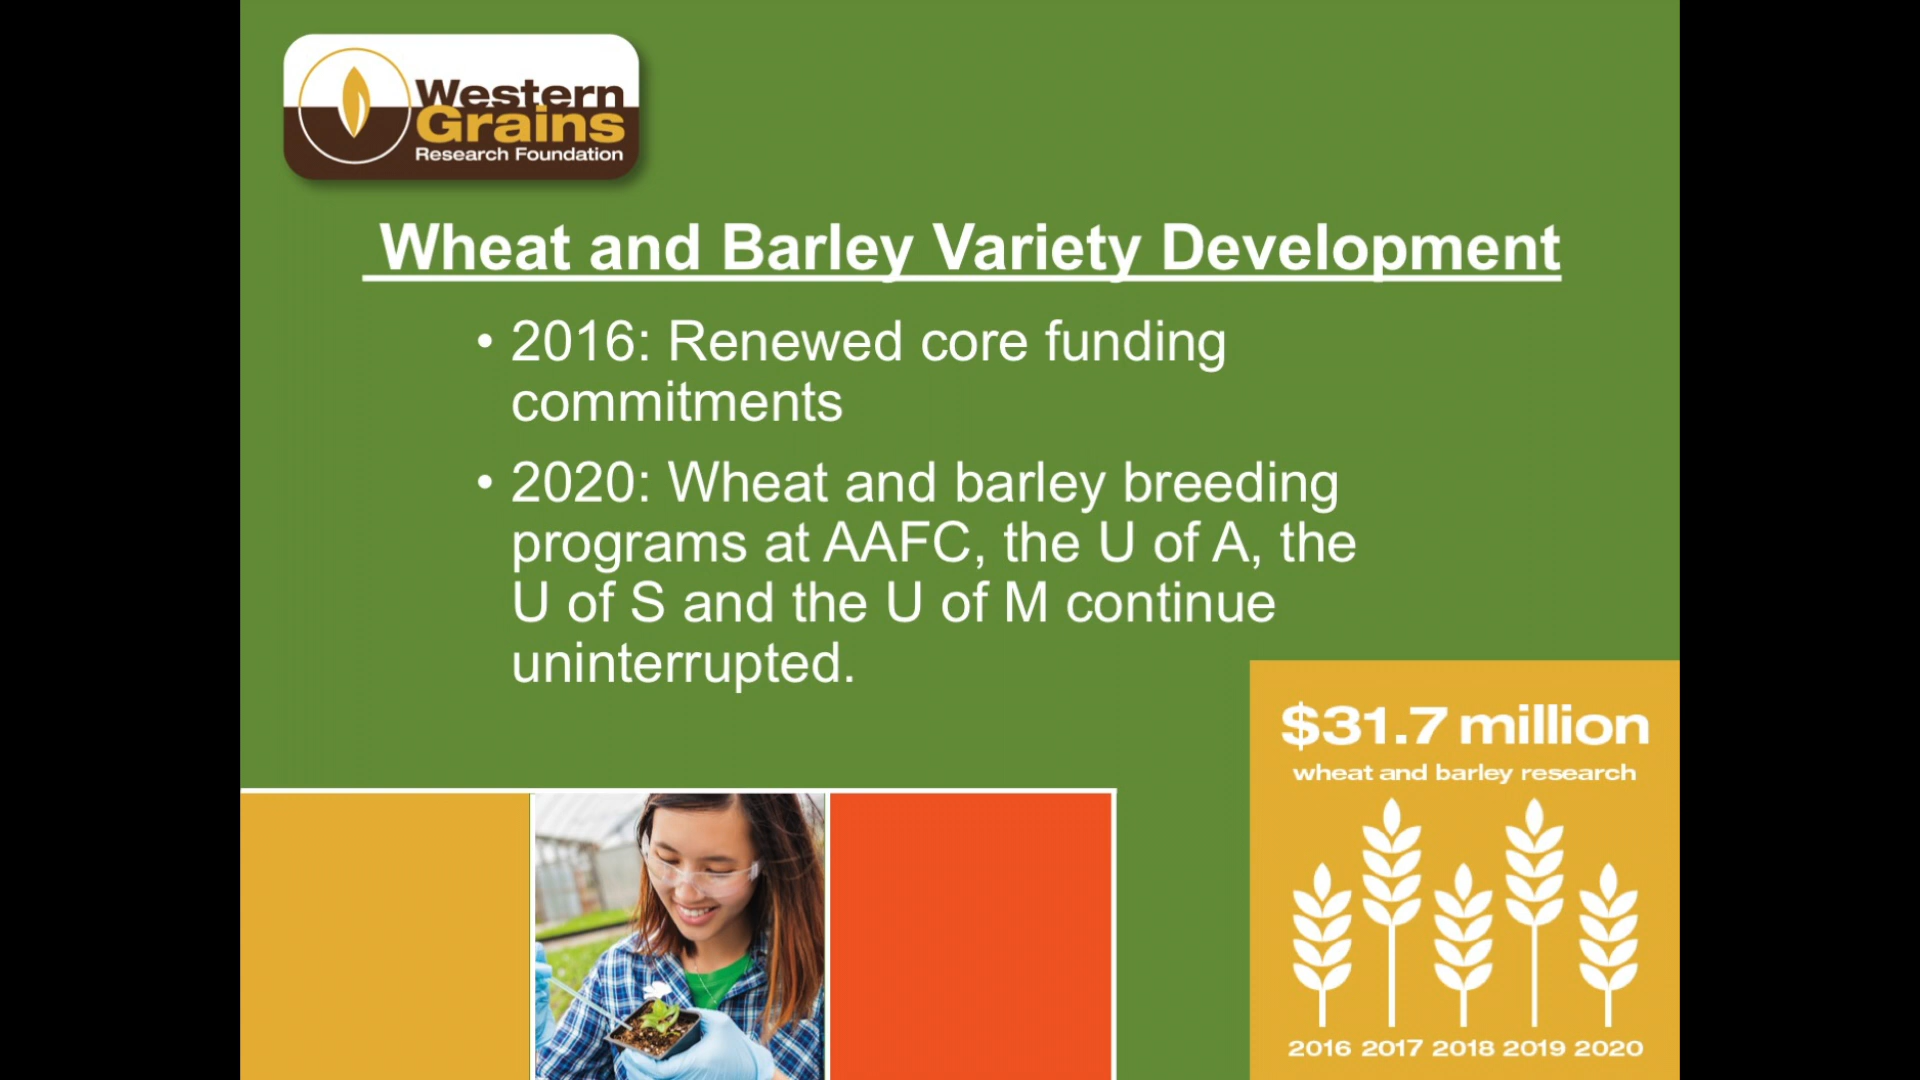 Western
Grains
Research Foundation
Wheat and Barley Variety Development
• 2016: Renewed core funding
commitments
• 2020: Wheat and barley breeding
programs at AAFC, the U of A, the
U of S and the U of M continue
uninterrupted.
$31.7 million
wheat and barley research
2016 2017 2018 2019 2020